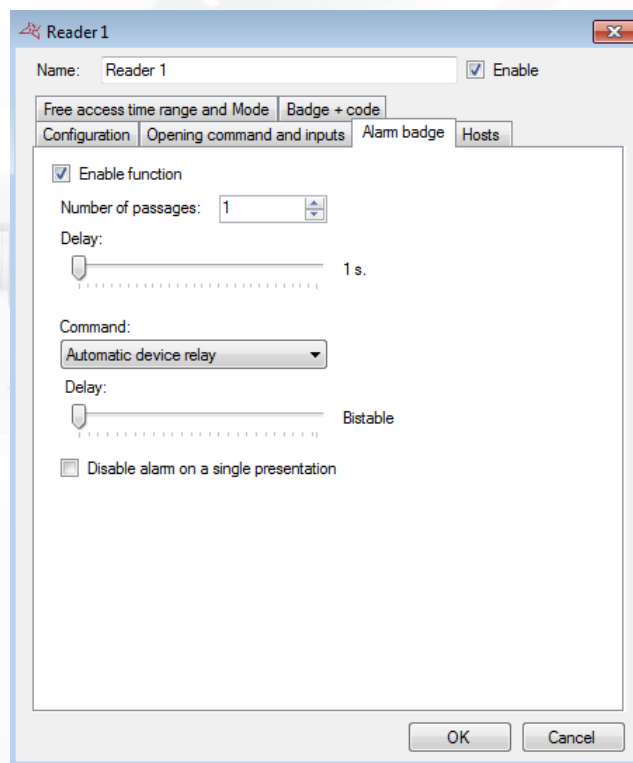 Reader 1
Name: Reader 1 Enable
Free access time range and Mode Badge + code
Configuration Opening command and inputs Alarm badge Hosts
Enable function
Number of passages: 1
Delay:
1 s.
Command:
Automatic device relay
Delay:
Bistable
Disable alarm on a single presentation
OK Cancel